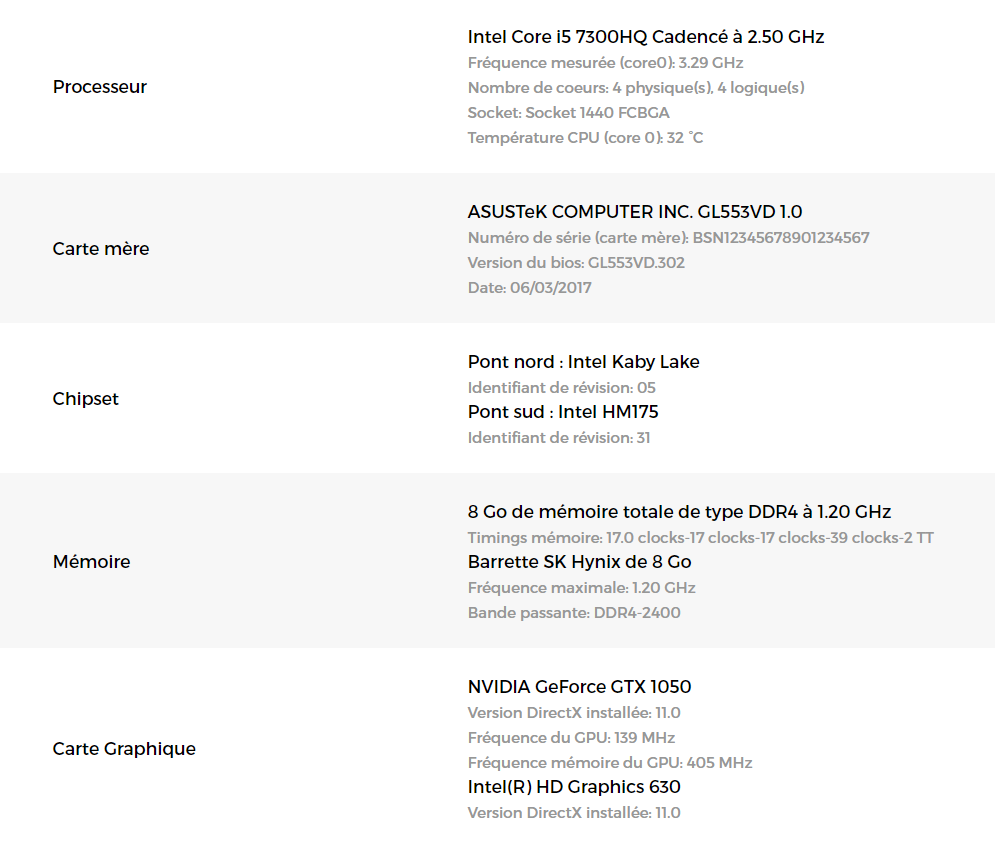 Processeur
Intel Core i5 7300HQ Cadencé à 2.50 GHz
Fréquence mesurée (core0): 3.29 GHz
Nombre de coeurs: 4 physique(s), 4 logique(s)
Socket: Socket 1440 FCBGA
Température CPU (core 0): 32 °C
Carte mère
ASUSTeK COMPUTER INC. GL553VD 1.0
Numéro de série (carte mère): BSN12345678901234567
Version du bios: GL553VD.302
Date: 06/03/2017
Chipset
Pont nord : Intel Kaby Lake
Identifiant de révision: 05
Pont sud : Intel HM175
Identifiant de révision: 31
Mémoire
8 Go de mémoire totale de type DDR4 à 1.20 GHz
Timings mémoire: 17.0 clocks-17 clocks-17 clocks-39 clocks-2 TT
Barrette SK Hynix de 8 Go
Fréquence maximale: 1.20 GHz
Bande passante: DDR4-2400
Carte Graphique
NVIDIA GeForce GTX 1050
Version DirectX installée: 11.0
Fréquence du GPU: 139 MHz
Fréquence mémoire du GPU: 405 MHz
Intel(R) HD Graphics 630
Version DirectX installée: 11.0